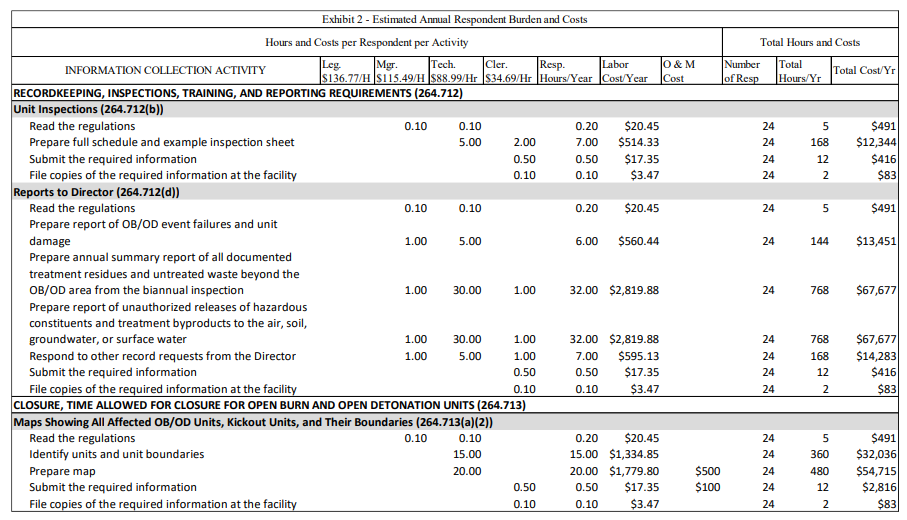 Exhibit 2 - Estimated Annual Respondent Burden and Costs
Hours and Costs per Respondent per Activity Total Hours and Costs
INFORMATION COLLECTION ACTIVITY Leg. $136.77/H Mgr. $115.49/H Tech. $88.99/Hr Cler. $34.69/Hr Resp. Hours/Year Labor Cost/Year O & M Cost Number of Resp Total Hours/Yr Total Cost/Yr
RECORDKEEPING, INSPECTIONS, TRAINING, AND REPORTING REQUIREMENTS (264.712)
Unit Inspections (264.712(b))
Read the regulations 0.10 0.10 0.20 $20.45 24 5 $491
Prepare full schedule and example inspection sheet 5.00 2.00 7.00 $514.33 24 168 $12,344
Submit the required information 0.50 0.50 $17.35 24 12 $416
File copies of the required information at the facility 0.10 0.10 $3.47 24 2 $83
Reports to Director (264.712(d))
Read the regulations 0.10 0.10 0.20 $20.45 24 5 $491
Prepare report of OB/OD event failures and unit
damage 1.00 5.00 6.00 $560.44 24 144 $13,451
Prepare annual summary report of all documented
treatment residues and untreated waste beyond the
OB/OD area from the biannual inspection 1.00 30.00 1.00 32.00 $2,819.88 24 768 $67,677
Prepare report of unauthorized releases of hazardous
constituents and treatment byproducts to the air, soil,
groundwater, or surface water 1.00 30.00 1.00 32.00 $2,819.88 24 768 $67,677
Respond to other record requests from the Director 1.00 5.00 1.00 7.00 $595.13 24 168 $14,283
Submit the required information 0.50 0.50 $17.35 24 12 $416
File copies of the required information at the facility 0.10 0.10 $3.47 24 2 $83
CLOSURE, TIME ALLOWED FOR CLOSURE FOR OPEN BURN AND OPEN DETONATION UNITS (264.713)
Maps Showing All Affected OB/OD Units, Kickout Units, and Their Boundaries (264.713(a)(2))
Read the regulations 0.10 0.10 0.20 $20.45 24 5 $491
Identify units and unit boundaries 15.00 15.00 $1,334.85 24 360 $32,036
Prepare map 20.00 20.00 $1,779.80 $500 24 480 $54,715
Submit the required information 0.50 0.50 $17.35 $100 24 12 $2,816
File copies of the required information at the facility 0.10 0.10 $3.47 24 2 $83